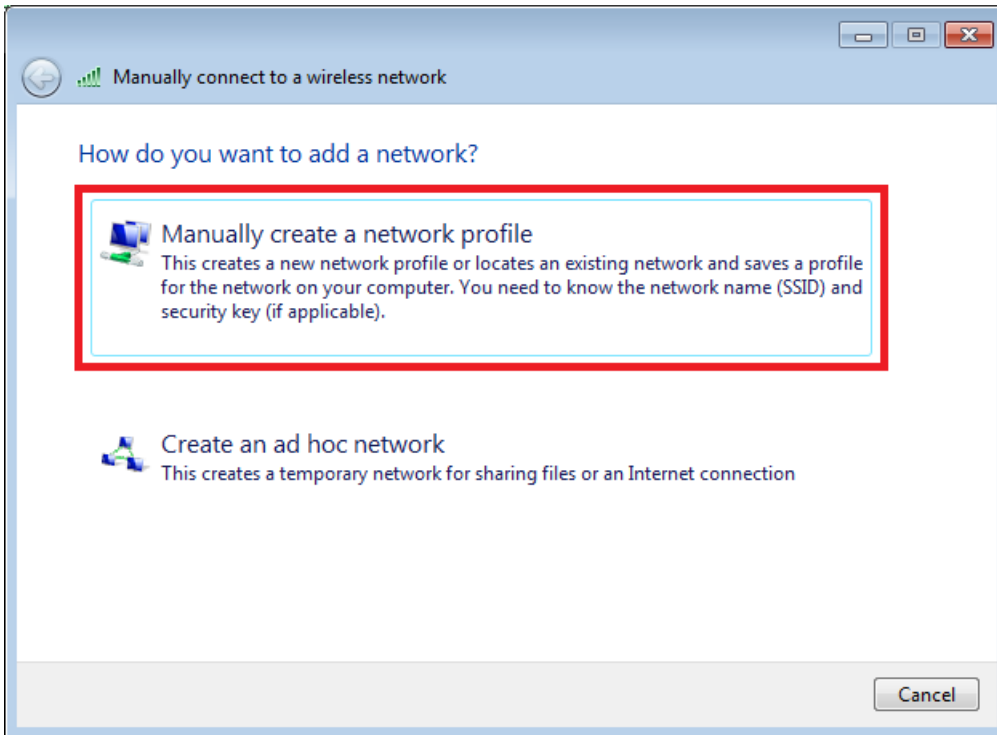 Manually connect to a wireless network
How do you want to add a network?
Manually create a network profile
This creates a new network profile or locates an existing network and saves a profile
for the network on your computer. You need to know the network name (SSID) and
security key (if applicable).
Create an ad hoc network
This creates a temporary network for sharing files or an Internet connection
Cancel